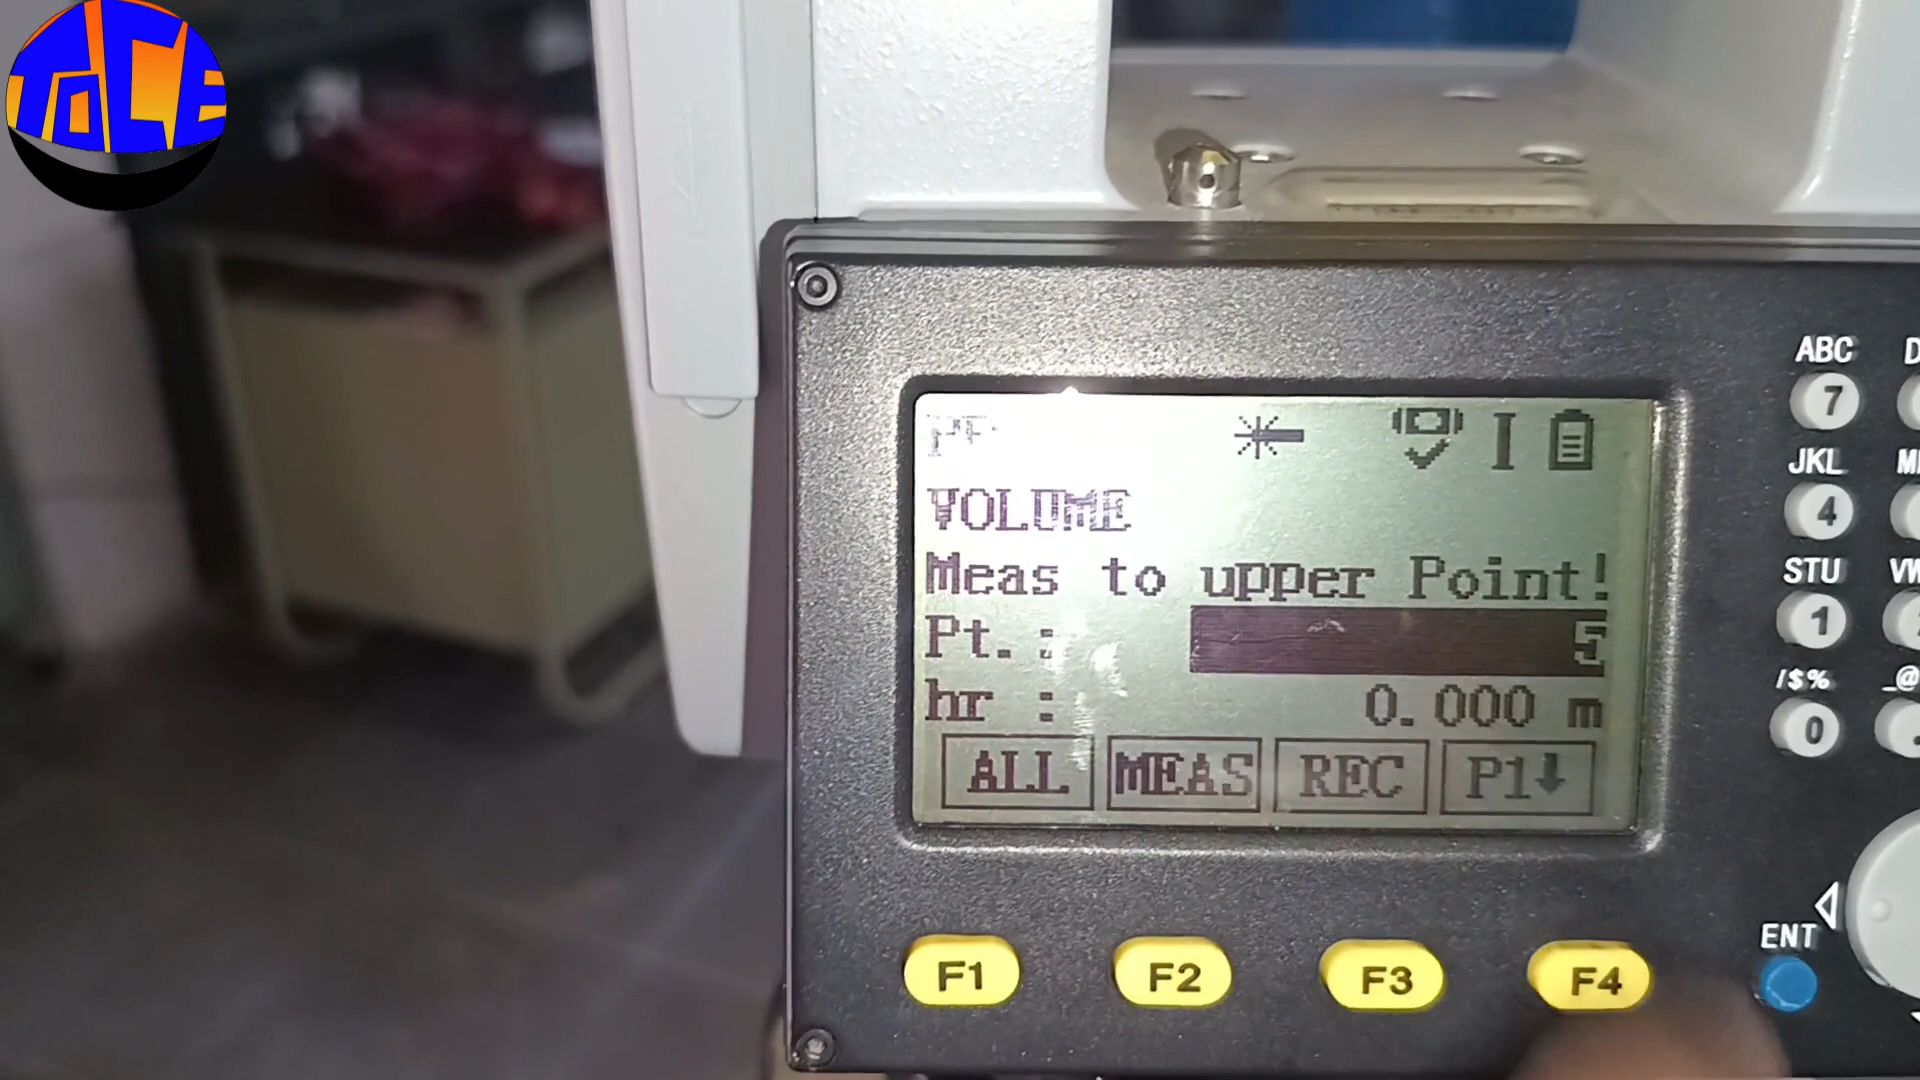 TOLCE
VOLUME
Meas to upper Point!
Pt. : 5
hr : 0.000 m
ALL MEAS REC P1↓
F1 F2 F3 F4
ABC
7
JKL
4
STU
1
/$%
0
ENT